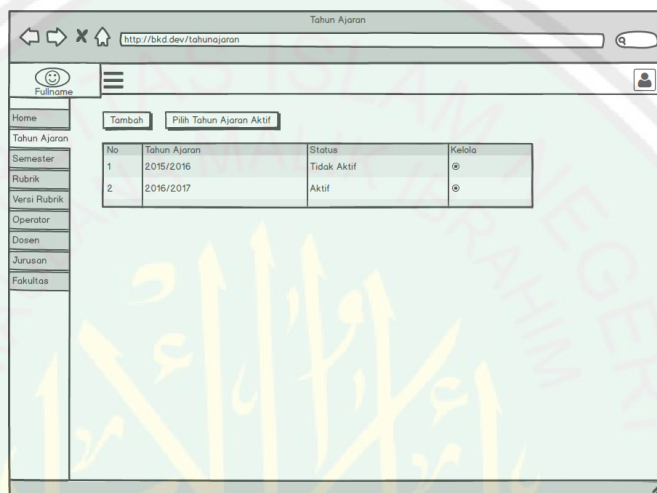 Tahun Ajaran
http://bkd.dev/tahunajaran
Fullname
Home
Tahun Ajaran
Semester
Rubrik
Versi Rubrik
Operator
Dosen
Jurusan
Fakultas
Tambah Pilih Tahun Ajaran Aktif
No Tahun Ajaran Status Kelola
1 2015/2016 Tidak Aktif
2 2016/2017 Aktif